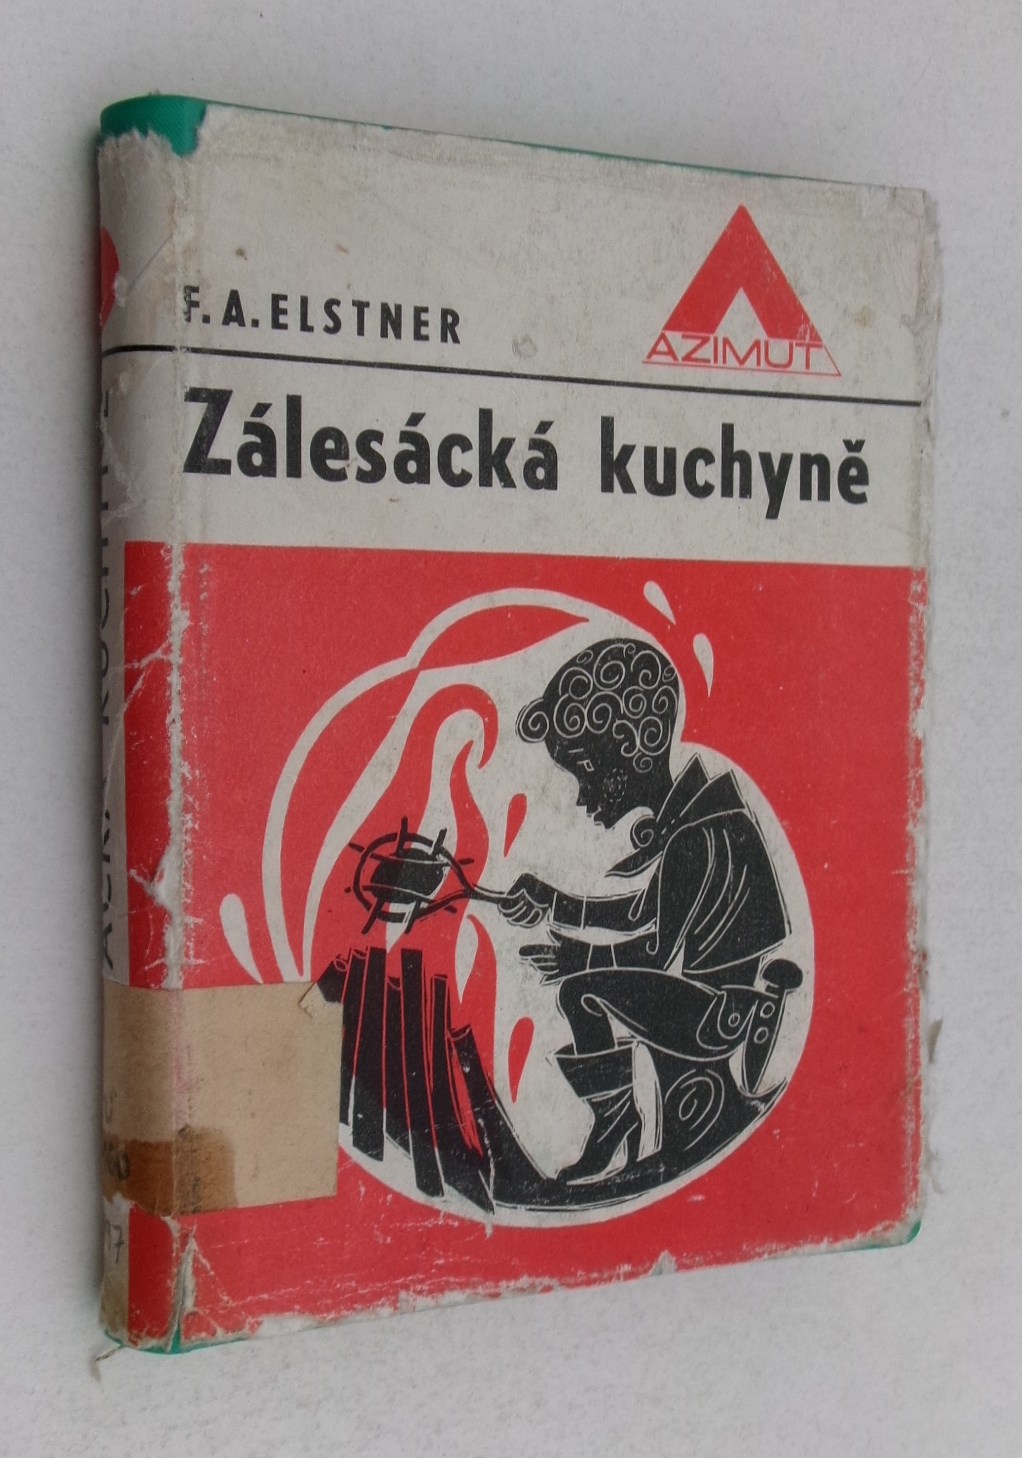 F. A. ELSTNER
AZIMUT
Zálesácká kuchyně